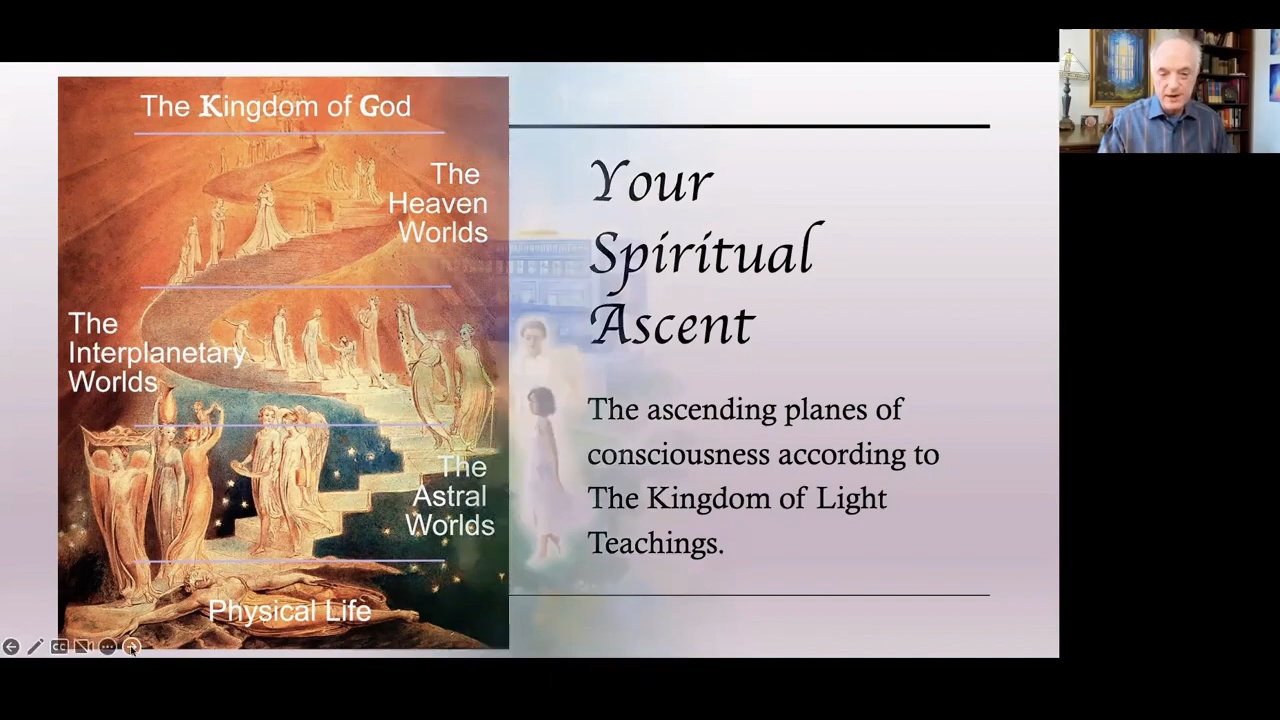 The Kingdom of God
The
Heaven
Worlds
The
Interplanetary
Worlds
The
Astral
Worlds
Physical Life
Your
Spiritual
Ascent
The ascending planes of
consciousness according to
The Kingdom of Light
Teachings.
CC